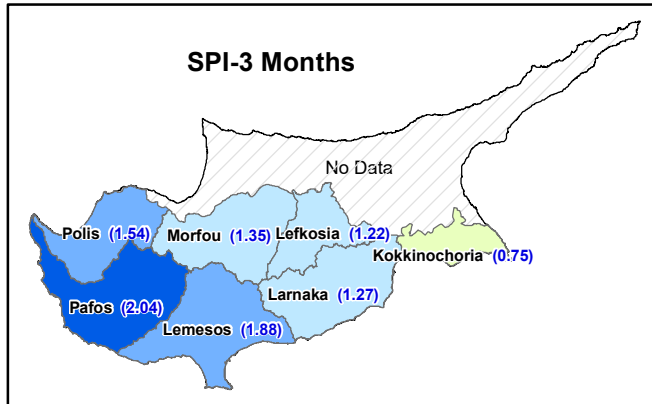 SPI-3 Months
No Data
Polis (1.54)
Morfou (1.35)
Lefkosia (1.22)
Kokkinochoria (0.75)
Pafos (2.04)
Larnaka (1.27)
Lemesos (1.88)